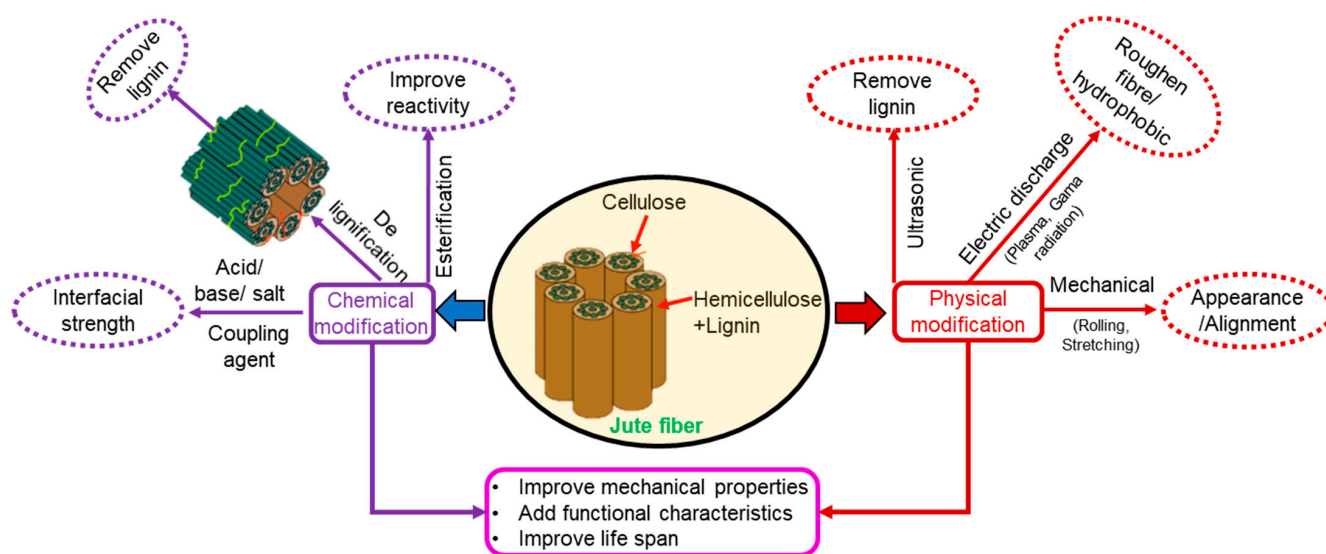 Remove
lignin
Improve
reactivity
De
lignification
Esterification
Acid/
base/ salt
Coupling
agent
Interfacial
strength
Chemical
modification
Cellulose
Hemicellulose
+Lignin
Jute fiber
Remove
lignin
Ultrasonic
Roughen
fibre/
hydrophobic
Electric discharge
(Plasma, Gama
radiation)
Physical
modification
Mechanical
(Rolling,
Stretching)
Appearance
/Alignment
• Improve mechanical properties
• Add functional characteristics
• Improve life span